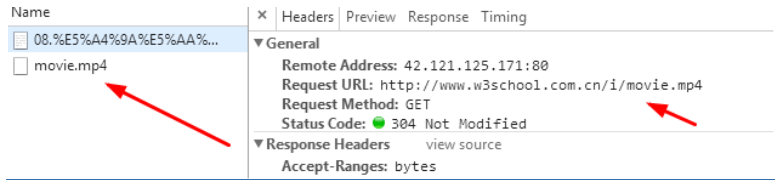 Name
08.%E5%A4%9A%E5%AA%...
movie.mp4
× Headers Preview Response Timing
▼General
Remote Address: 42.121.125.171:80
Request URL: http://www.w3school.com.cn/i/movie.mp4
Request Method: GET
Status Code: 304 Not Modified
▼Response Headers view source
Accept-Ranges: bytes